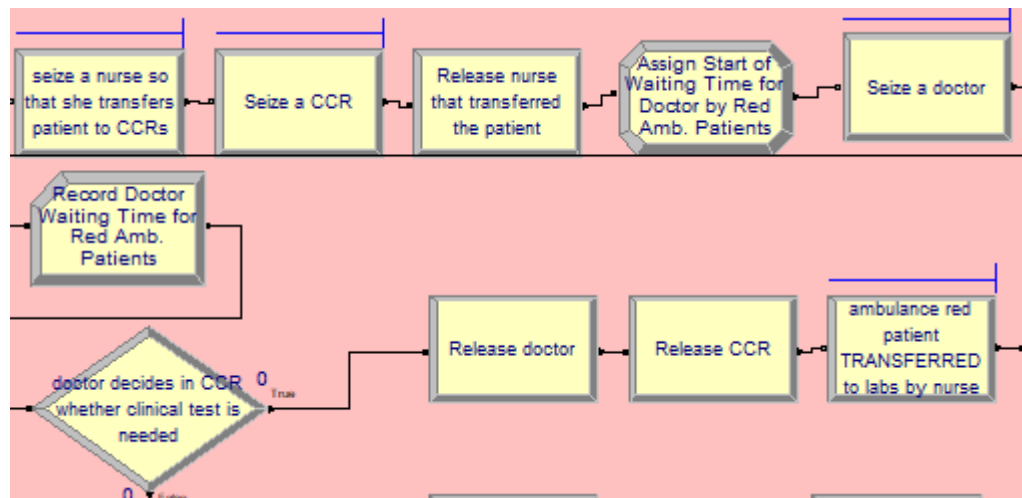 seize a nurse so
that she transfers
patient to CCRs
Seize a CCR
Release nurse
that transferred
the patient
Assign Start of
Waiting Time for
Doctor by Red
Amb. Patients
Seize a doctor
Record Doctor
Waiting Time for
Red Amb.
Patients
doctor decides in CCR
whether clinical test is
needed
0
True
0
False
Release doctor
Release CCR
ambulance red
patient
TRANSFERRED
to labs by nurse